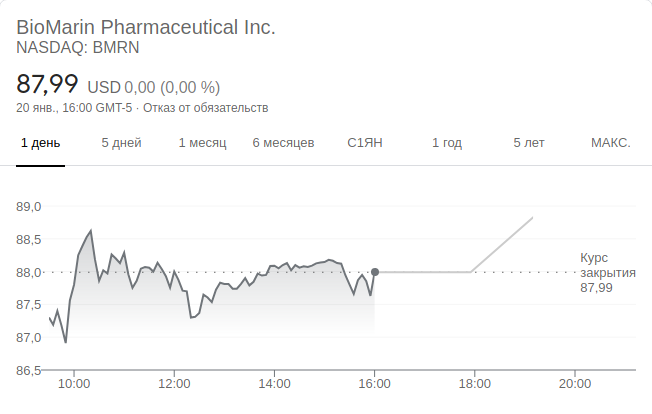 BioMarin Pharmaceutical Inc.
NASDAQ: BMRN
87,99 USD 0,00 (0,00 %)
20 янв., 16:00 GMT-5 · Отказ от обязательств
1 день 5 дней 1 месяц 6 месяцев С1ЯН 1 год 5 лет МАКС.
89,0
88,5
88,0
87,5
87,0
86,5
Курс
закрытия
87,99
10:00 12:00 14:00 16:00 18:00 20:00